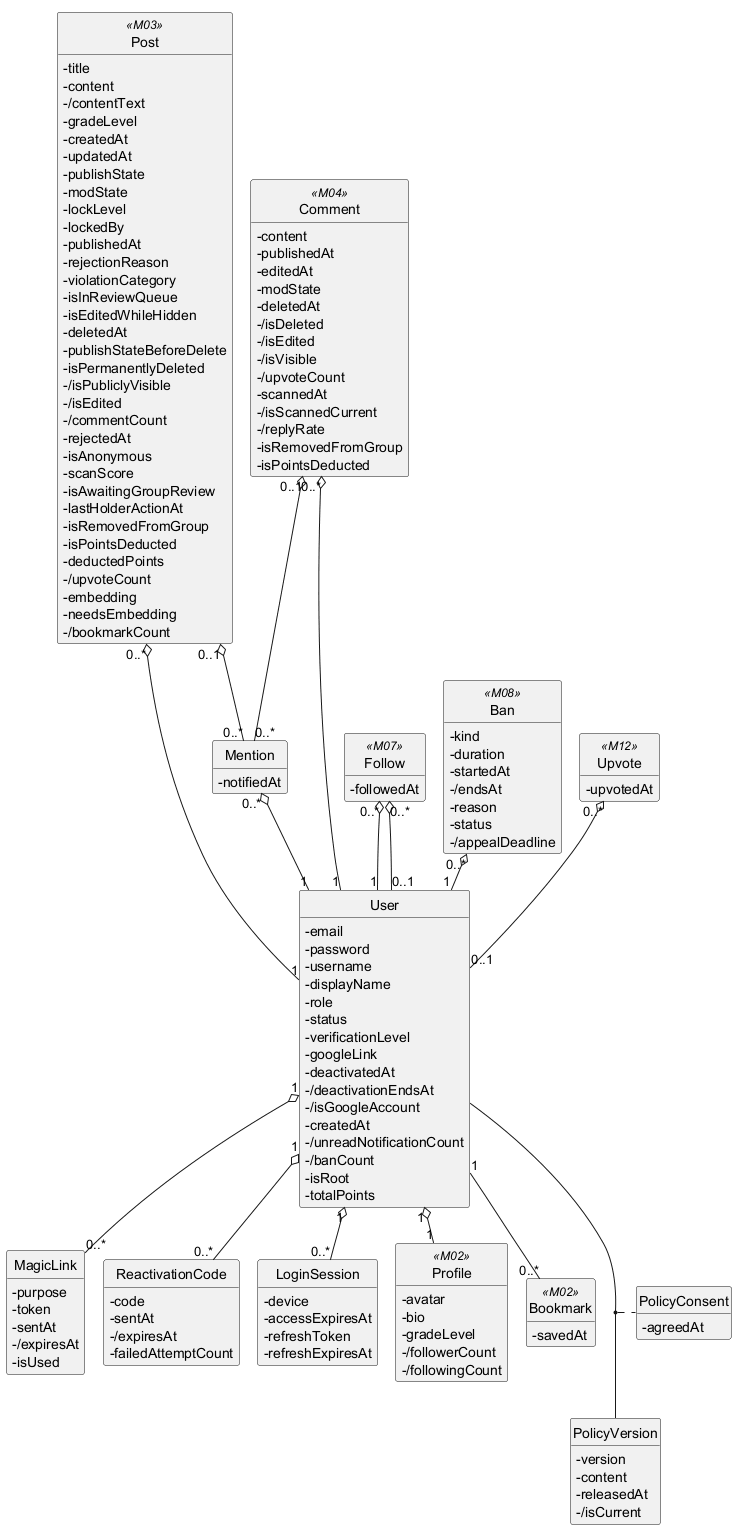 «M03»
Post
-title
-content
-/contentText
-gradeLevel
-createdAt
-updatedAt
-publishState
-modState
-lockLevel
-lockedBy
-publishedAt
-rejectionReason
-violationCategory
-isInReviewQueue
-isEditedWhileHidden
-deletedAt
-publishStateBeforeDelete
-isPermanentlyDeleted
-/isPubliclyVisible
-/isEdited
-/commentCount
-rejectedAt
-isAnonymous
-scanScore
-isAwaitingGroupReview
-lastHolderActionAt
-isRemovedFromGroup
-isPointsDeducted
-deductedPoints
-/upvoteCount
-embedding
-needsEmbedding
-/bookmarkCount
0..*
0..1
«M04»
Comment
-content
-publishedAt
-editedAt
-modState
-deletedAt
-/isDeleted
-/isEdited
-/isVisible
-/upvoteCount
-scannedAt
-/isScannedCurrent
-/replyRate
-isRemovedFromGroup
-isPointsDeducted
0..1
0..*
0..*
0..*
Mention
-notifiedAt
0..*
«M07»
Follow
-followedAt
0..*
0..*
«M08»
Ban
-kind
-duration
-startedAt
-/endsAt
-reason
-status
-/appealDeadline
0..*
«M12»
Upvote
-upvotedAt
0..*
1
1
1
0..1
1
0..1
1
User
-email
-password
-username
-displayName
-role
-status
-verificationLevel
-googleLink
-deactivatedAt
-/deactivationEndsAt
-/isGoogleAccount
-createdAt
-/unreadNotificationCount
-/banCount
-isRoot
-totalPoints
1
1
1
1
1
0..*
MagicLink
-purpose
-token
-sentAt
-/expiresAt
-isUsed
0..*
ReactivationCode
-code
-sentAt
-/expiresAt
-failedAttemptCount
0..*
LoginSession
-device
-accessExpiresAt
-refreshToken
-refreshExpiresAt
1
«M02»
Profile
-avatar
-bio
-gradeLevel
-/followerCount
-/followingCount
0..*
«M02»
Bookmark
-savedAt
PolicyConsent
-agreedAt
PolicyVersion
-version
-content
-releasedAt
-/isCurrent